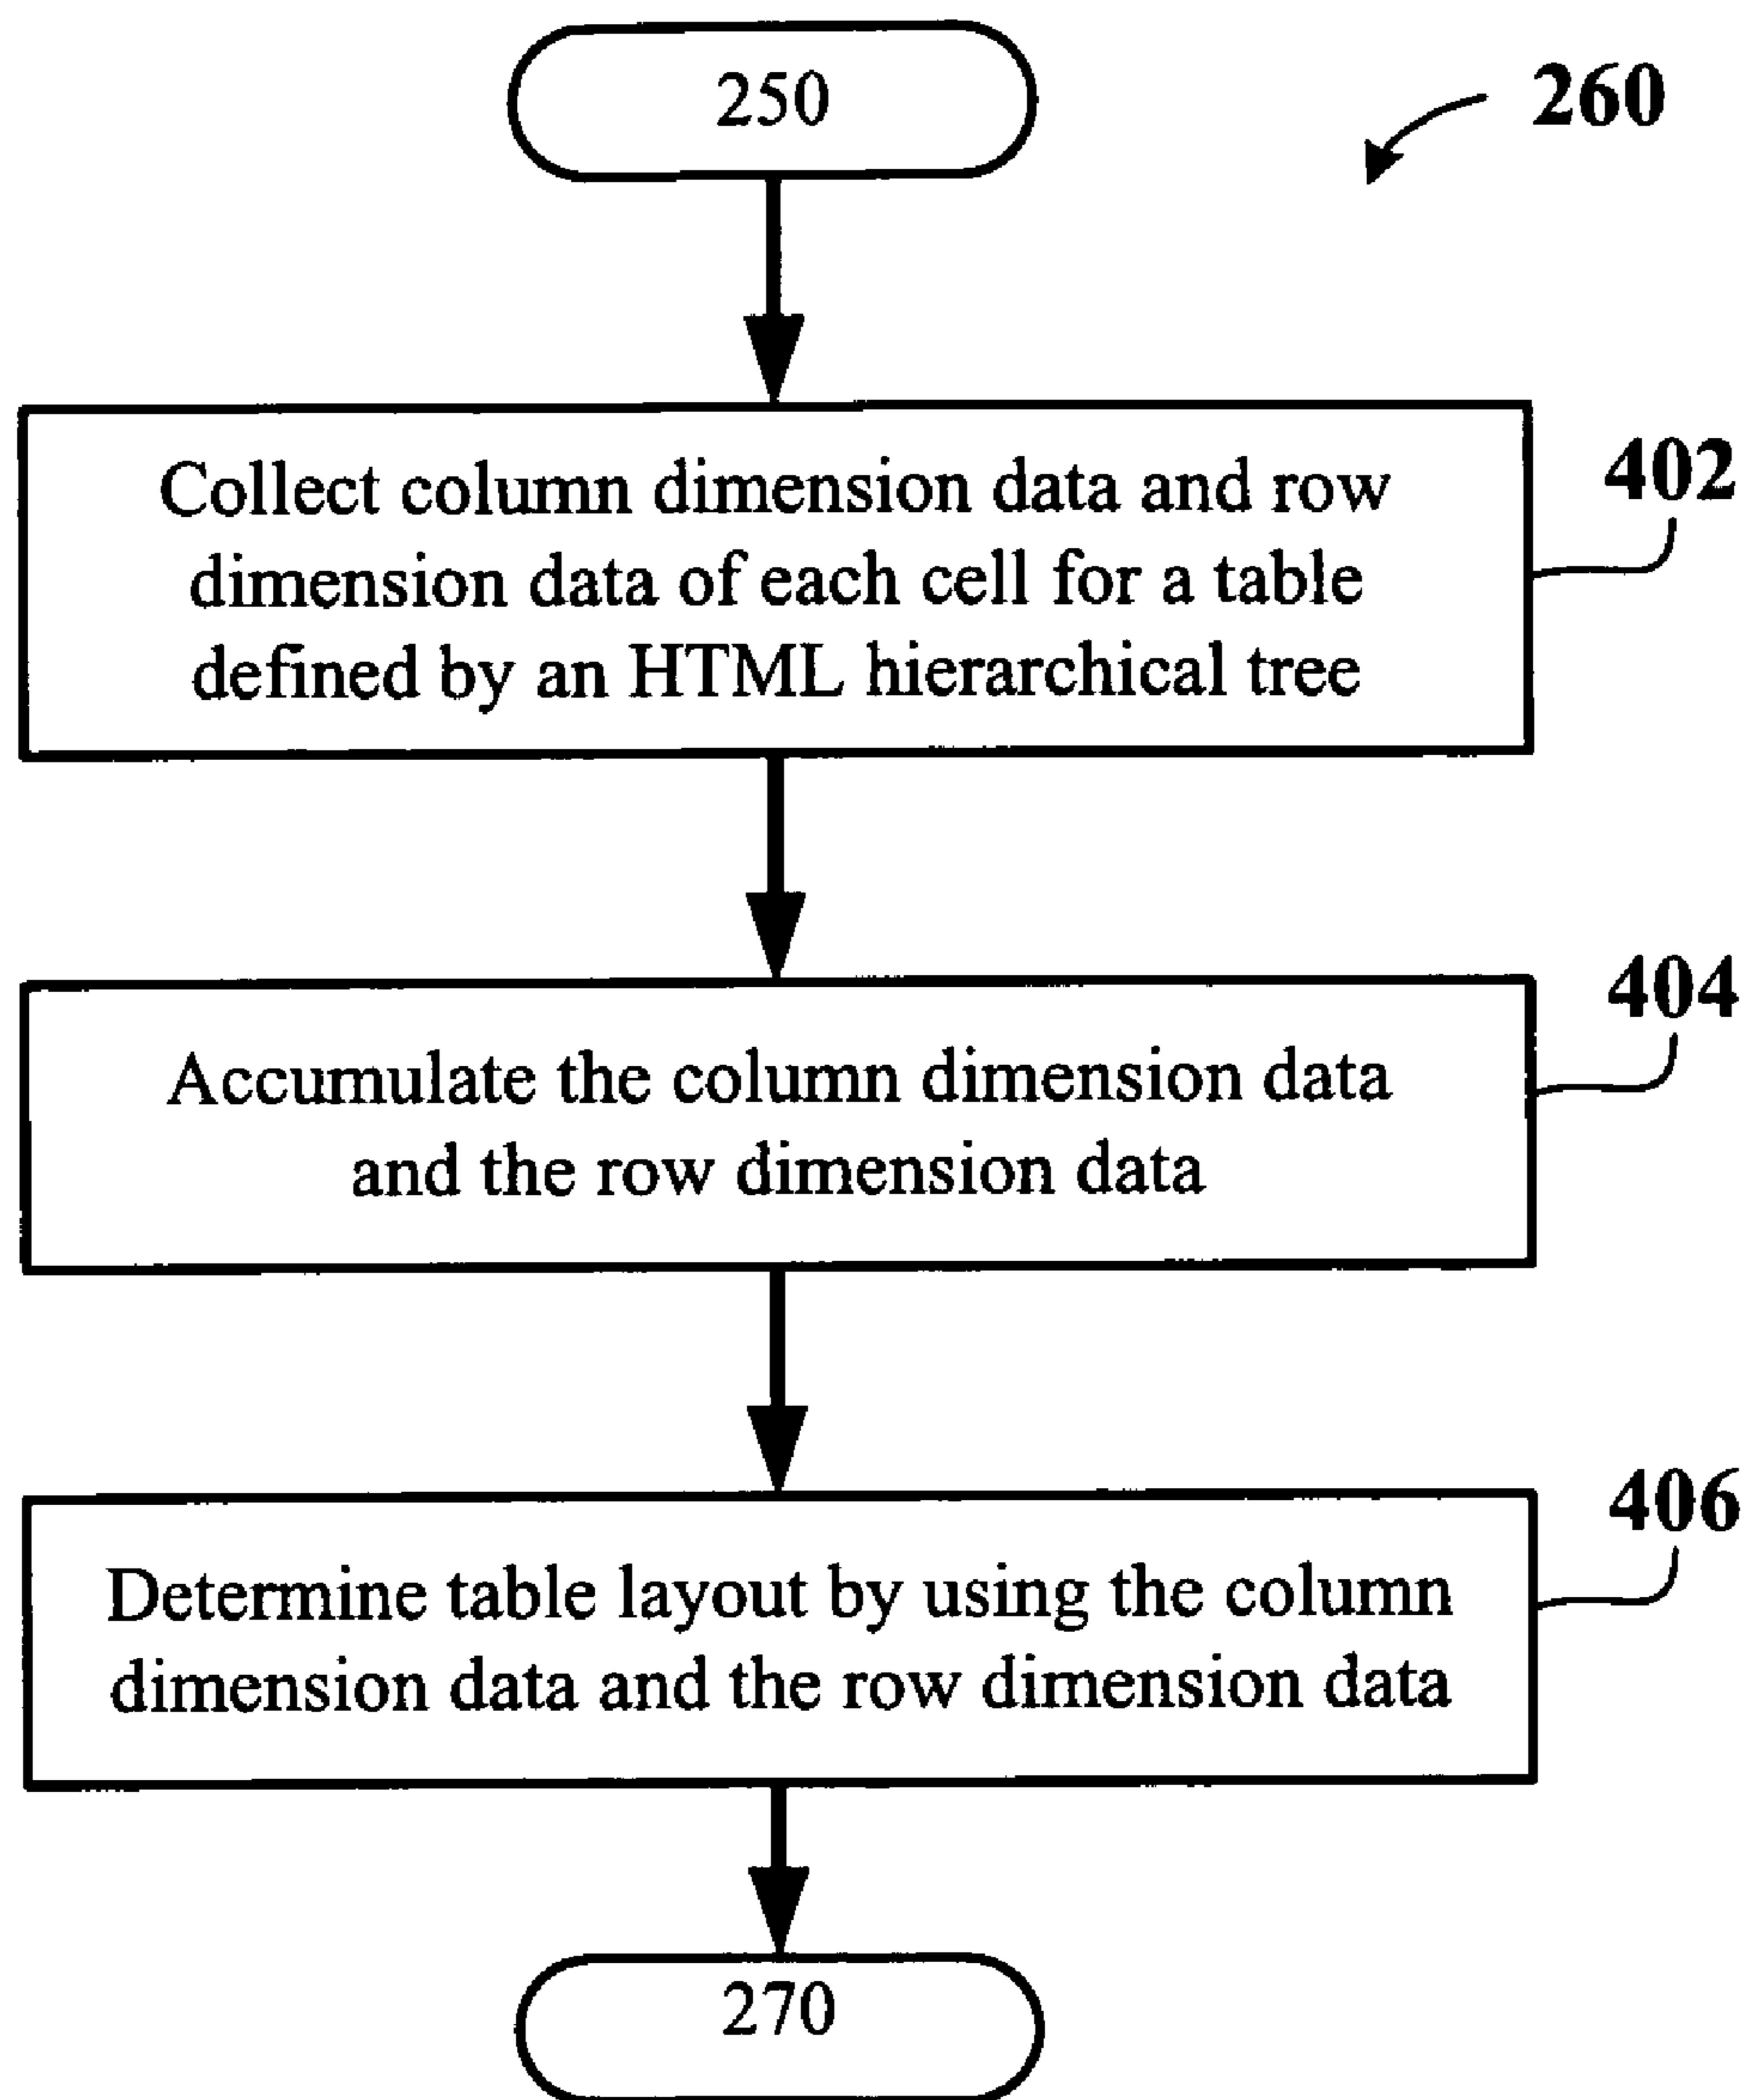 250
260
Collect column dimension data and row
dimension data of each cell for a table
defined by an HTML hierarchical tree
402
Accumulate the column dimension data
and the row dimension data
404
Determine table layout by using the column
dimension data and the row dimension data
406
270